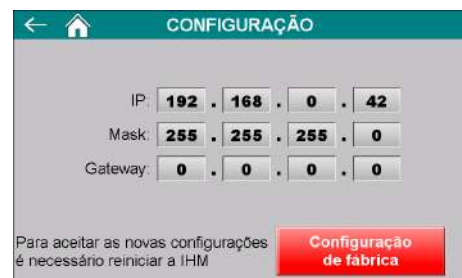 CONFIGURAÇÃO
IP: 192 . 168 . 0 . 42
Mask: 255 . 255 . 255 . 0
Gateway: 0 . 0 . 0 . 0
Para aceitar as novas configurações
é necessário reiniciar a IHM
Configuração
de fábrica